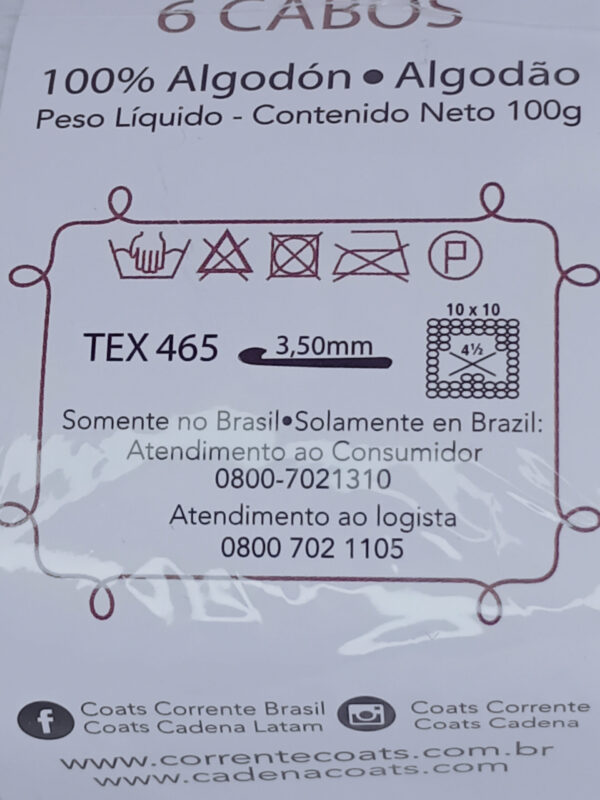 6 CABOS
100% Algodón • Algodão
Peso Líquido - Contenido Neto 100g
P
10 x 10
TEX 465
3,50mm
4½
Somente no Brasil•Solamente en Brazil:
Atendimento ao Consumidor
0800-7021310
Atendimento ao logista
0800 702 1105
f Coats Corrente Brasil
Coats Cadena Latam
Coats Corrente
Coats Cadena
www.correntecoats.com.br
www.cadenacoats.com